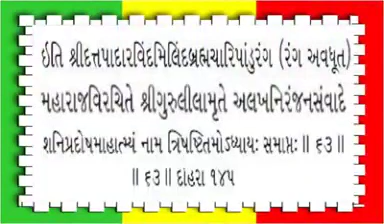 ઇતિ શ્રીદત્તપાદારવિંદમિલિંદબ્રહ્મચારિપાંડુરંગ (રંગ અવધૂત)
મહારાજવિરચિતે શ્રીગુરુલીલામૃતે અલખનિરંજનસંવાદે
શનિપ્રદોષમાહાત્મ્યં નામ ત્રિષષ્ટિતમોઽધ્યાયઃ સમાપ્તઃ ॥ ૬૩ ॥
॥ ૬૩ ॥ દોહરા ૧૪૫